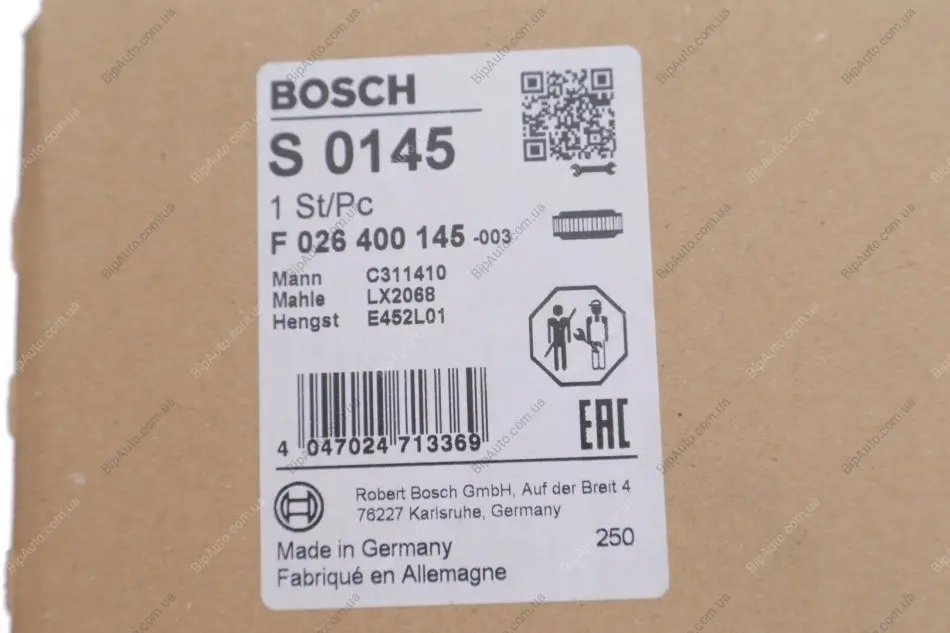 BOSCH
S 0145
1 St/Pc
F 026 400 145 -003
Mann C311410
Mahle LX2068
Hengst E452L01
4 047024 713369
EAC
Robert Bosch GmbH, Auf der Breit 4
76227 Karlsruhe, Germany
250
Made in Germany
Fabriqué en Allemagne
BipAuto.com.ua